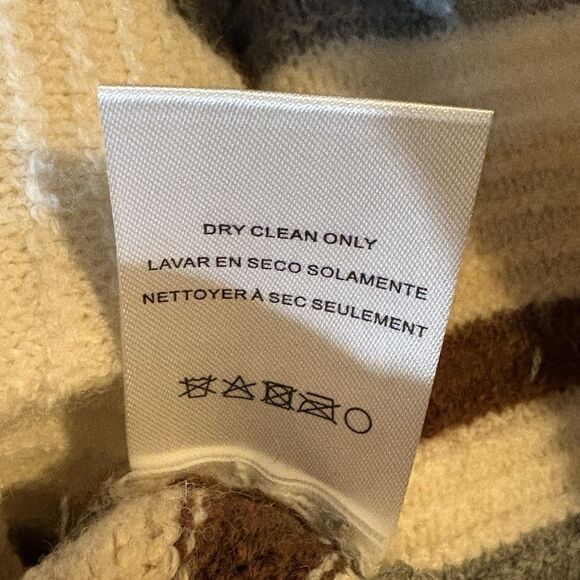 DRY CLEAN ONLY
LAVAR EN SECO SOLAMENTE
NETTOYER À SEC SEULEMENT